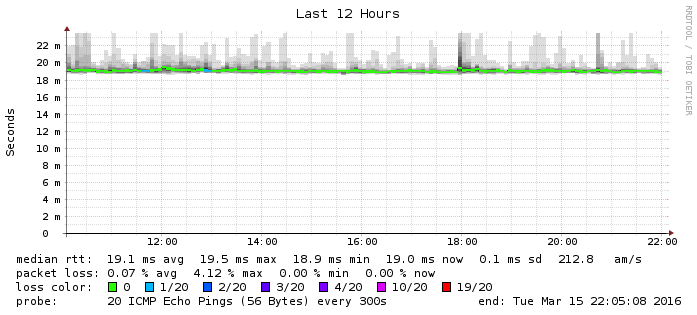 Last 12 Hours
RRDTOOL / TOBI OETIKER
Seconds
22 m
20 m
18 m
16 m
14 m
12 m
10 m
8 m
6 m
4 m
2 m
0
12:00 14:00 16:00 18:00 20:00 22:00
median rtt: 19.1 ms avg 19.5 ms max 18.9 ms min 19.0 ms now 0.1 ms sd 212.8 am/s
packet loss: 0.07 % avg 4.12 % max 0.00 % min 0.00 % now
loss color: 0 1/20 2/20 3/20 4/20 10/20 19/20
probe: 20 ICMP Echo Pings (56 Bytes) every 300s end: Tue Mar 15 22:05:08 2016